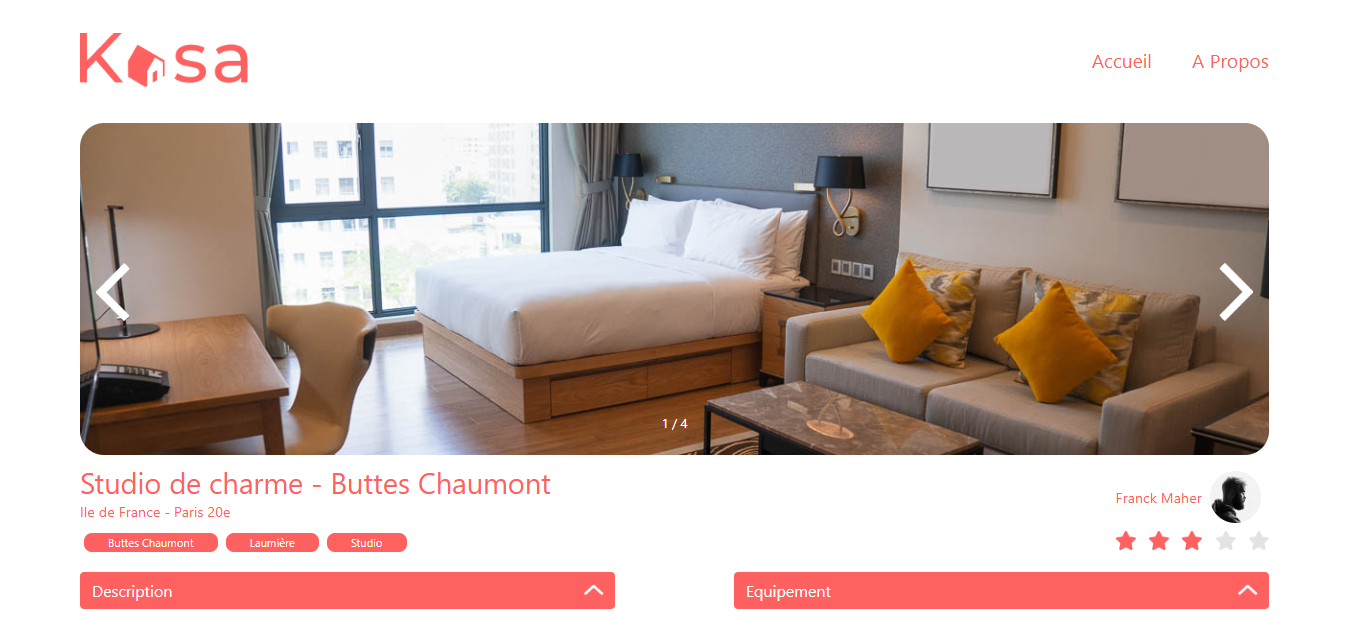 Kasa
Accueil
A Propos
1 / 4
Studio de charme - Buttes Chaumont
Ile de France - Paris 20e
Franck Maher
Buttes Chaumont
Laumière
Studio
Description
Equipement